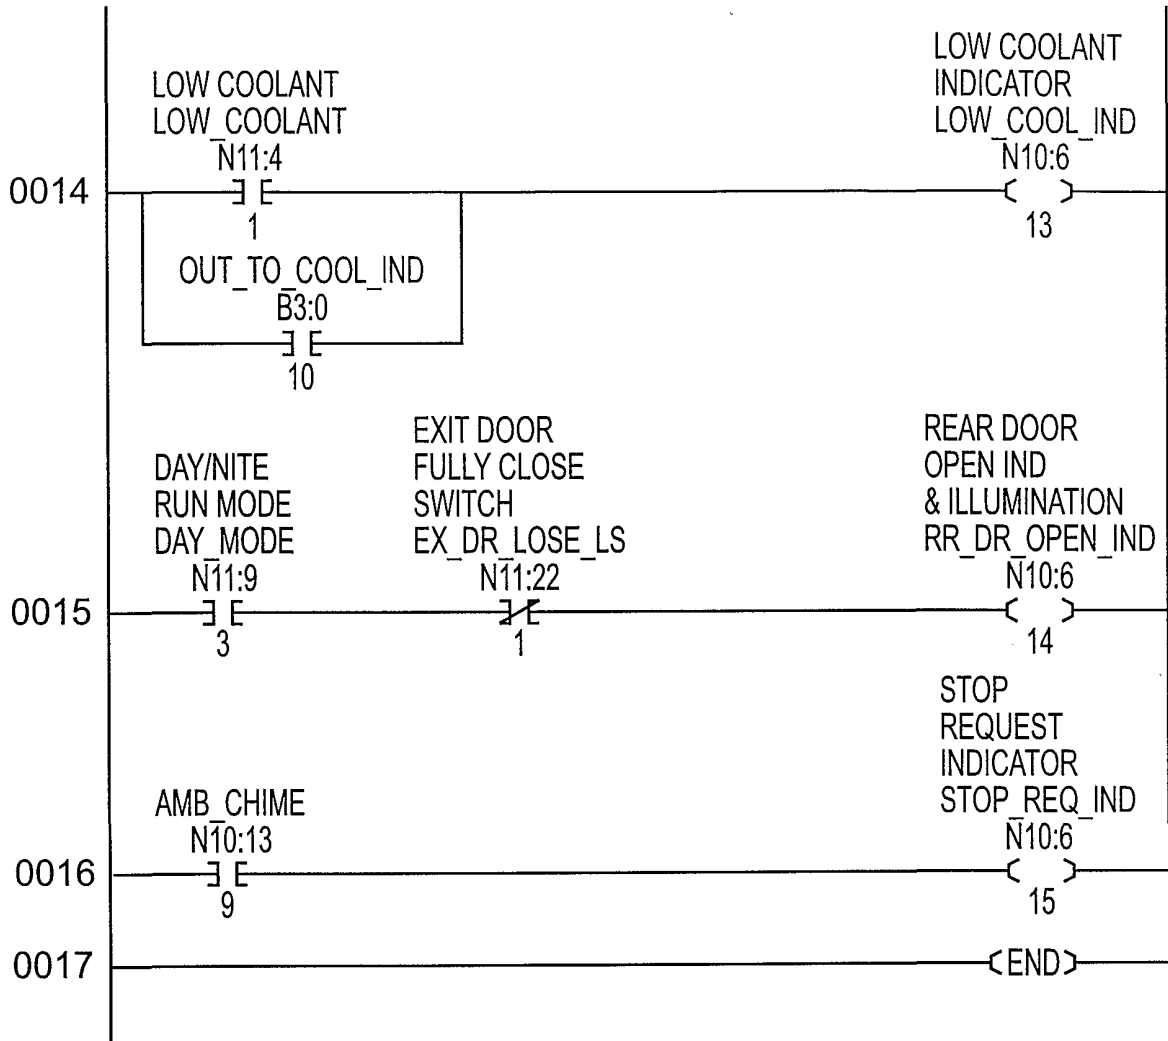 LOW COOLANT
LOW_COOLANT
N11:4
1
LOW COOLANT
INDICATOR
LOW_COOL_IND
N10:6
13
0014
OUT_TO_COOL_IND
B3:0
10
DAY/NITE
RUN MODE
DAY_MODE
N11:9
3
EXIT DOOR
FULLY CLOSE
SWITCH
EX_DR_LOSE_LS
N11:22
1
REAR DOOR
OPEN IND
& ILLUMINATION
RR_DR_OPEN_IND
N10:6
14
0015
AMB_CHIME
N10:13
9
STOP
REQUEST
INDICATOR
STOP_REQ_IND
N10:6
15
0016
0017
END